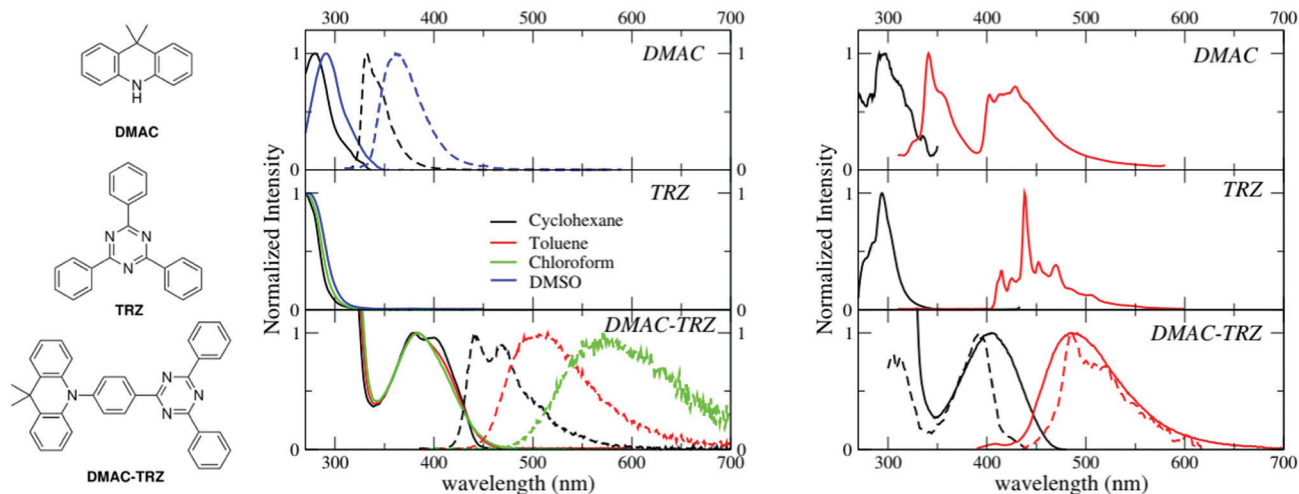 N
H
DMAC
N
N
N
TRZ
N
N
N
N
DMAC-TRZ
300 400 500 600 700
1
0
1
0
DMAC
1
0
1
0
TRZ
Cyclohexane
Toluene
Chloroform
DMSO
1
0
1
0
DMAC-TRZ
300 400 500 600 700
wavelength (nm)
Normalized Intensity
300 400 500 600 700
1
0
DMAC
1
0
TRZ
1
0
DMAC-TRZ
300 400 500 600 700
wavelength (nm)
Normalized Intensity